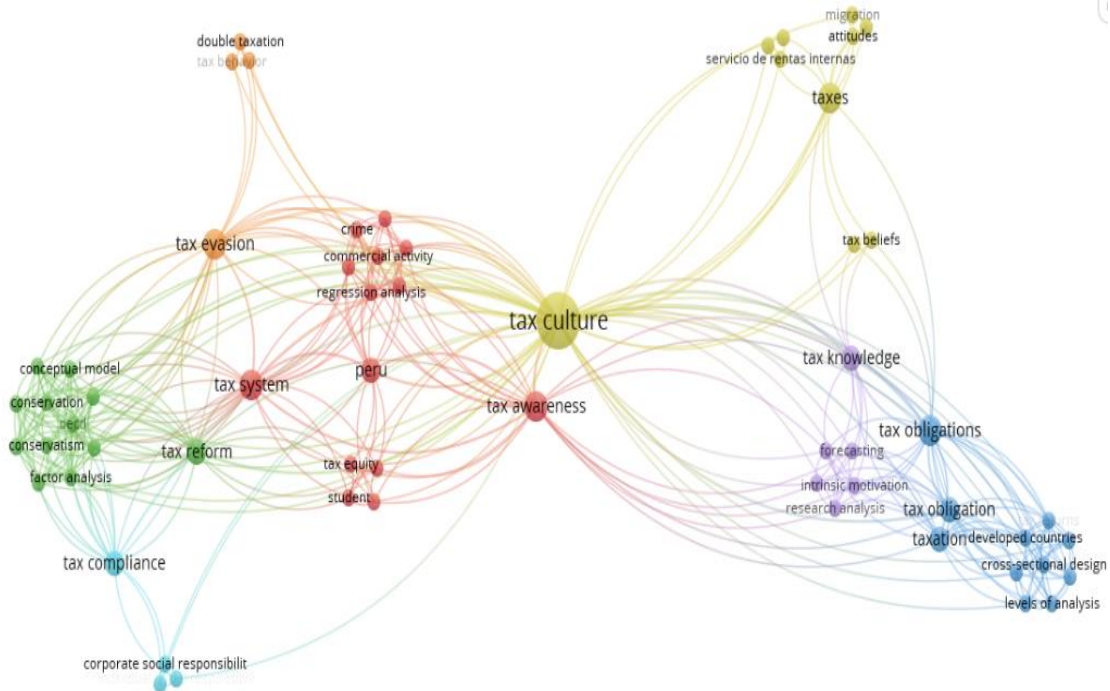 migration
double taxation
attitudes
tax behavior
servicio de rentas internas
taxes
crime
tax evasion
tax beliefs
commercial activity
regression analysis
tax culture
conceptual model
peru
tax knowledge
tax system
conservation
tax awareness
oecd
tax obligations
conservatism
tax reform
forecasting
tax equity
factor analysis
intrinsic motivation
student
research analysis
tax obligation
taxation
developed countries
tax compliance
cross-sectional design
levels of analysis
corporate social responsibilit